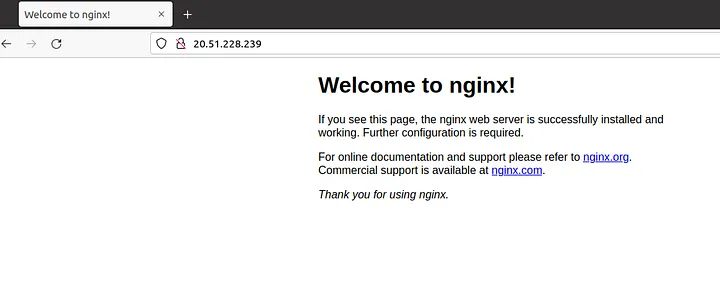 Welcome to nginx!
20.51.228.239
Welcome to nginx!
If you see this page, the nginx web server is successfully installed and
working. Further configuration is required.
For online documentation and support please refer to nginx.org.
Commercial support is available at nginx.com.
Thank you for using nginx.